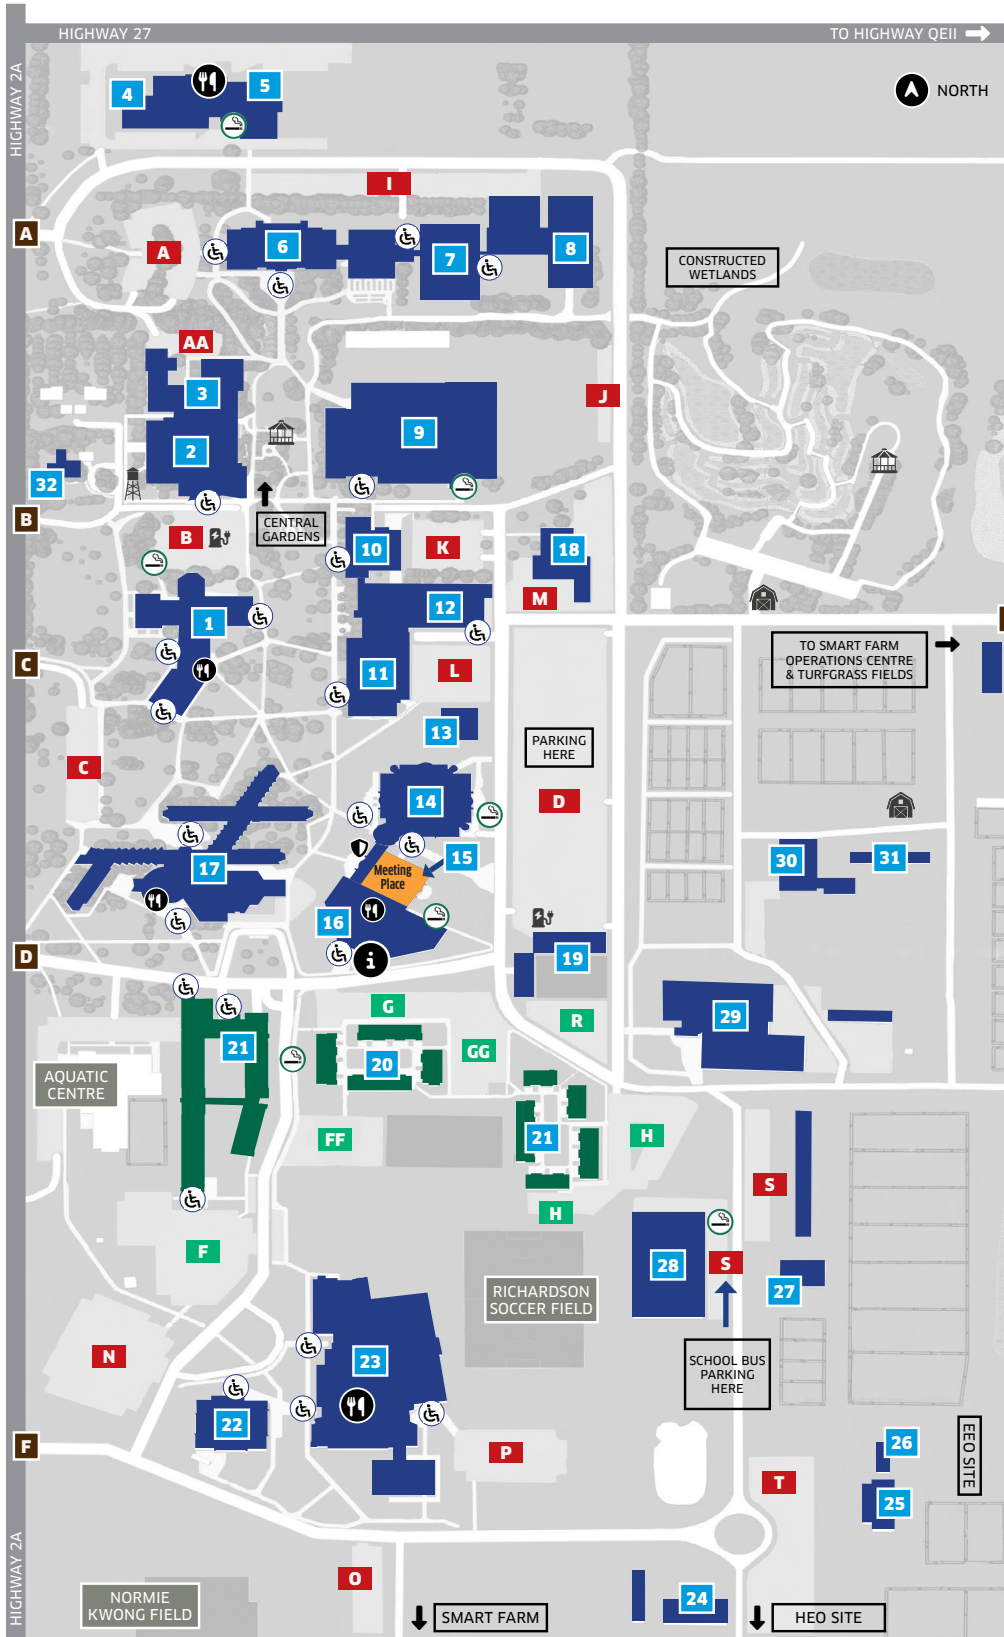 HIGHWAY 27
TO HIGHWAY QEII
HIGHWAY 2A
NORTH
4
5
I
A
A
6
7
8
CONSTRUCTED
WETLANDS
AA
3
J
9
2
32
B
CENTRAL
GARDENS
B
10
K
18
12
M
1
C
TO SMART FARM
OPERATIONS CENTRE
& TURFGRASS FIELDS
11
L
13
PARKING
HERE
C
14
D
15
30
31
17
Meeting
Place
16
D
19
i
G
R
29
21
20
GG
AQUATIC
CENTRE
FF
21
H
S
H
F
28
S
27
RICHARDSON
SOCCER FIELD
N
23
SCHOOL BUS
PARKING
HERE
22
F
P
26
EEO SITE
T
25
HIGHWAY 2A
O
NORMIE
KWONG FIELD
SMART FARM
24
HEO SITE